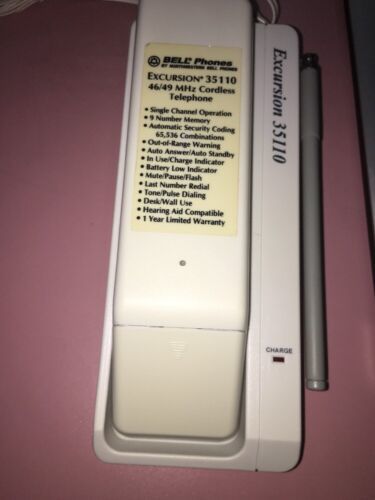 BELL® Phones
BY NORTHWESTERN BELL PHONES
EXCURSION® 35110
46/49 MHz Cordless
Telephone
• Single Channel Operation
• 9 Number Memory
• Automatic Security Coding
65,536 Combinations
• Out-of-Range Warning
• Auto Answer/Auto Standby
• In Use/Charge Indicator
• Battery Low Indicator
• Mute/Pause/Flash
• Last Number Redial
• Tone/Pulse Dialing
• Desk/Wall Use
• Hearing Aid Compatible
• 1 Year Limited Warranty
Excursion 35110
CHARGE